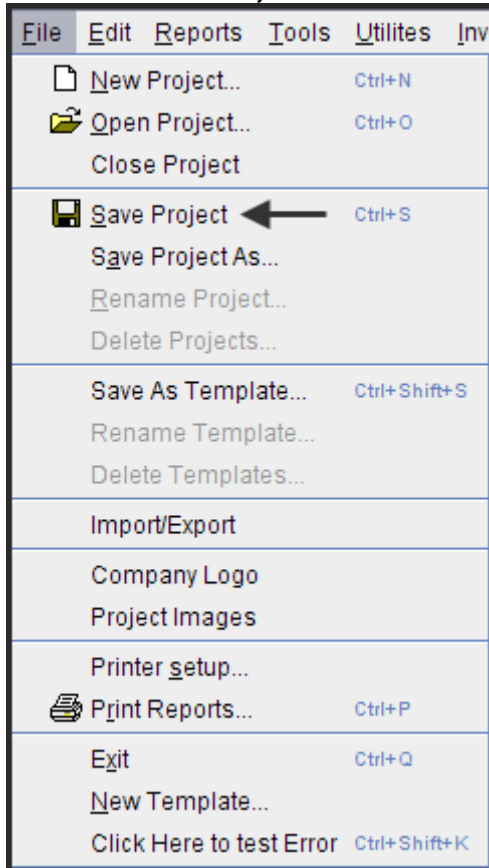 File Edit Reports Tools Utilites Inv
New Project... Ctrl+N
Open Project... Ctrl+O
Close Project
Save Project Ctrl+S
Save Project As...
Rename Project...
Delete Projects...
Save As Template... Ctrl+Shift+S
Rename Template...
Delete Templates...
Import/Export
Company Logo
Project Images
Printer setup...
Print Reports... Ctrl+P
Exit Ctrl+Q
New Template...
Click Here to test Error Ctrl+Shift+K